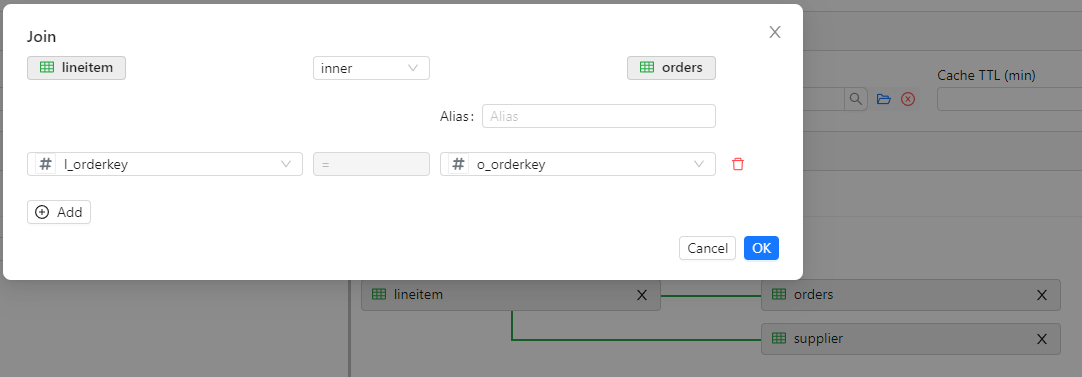 Join
lineitem inner orders
Cache TTL (min)
Alias: Alias
# l_orderkey = # o_orderkey
Add
Cancel OK
lineitem X orders X
supplier X